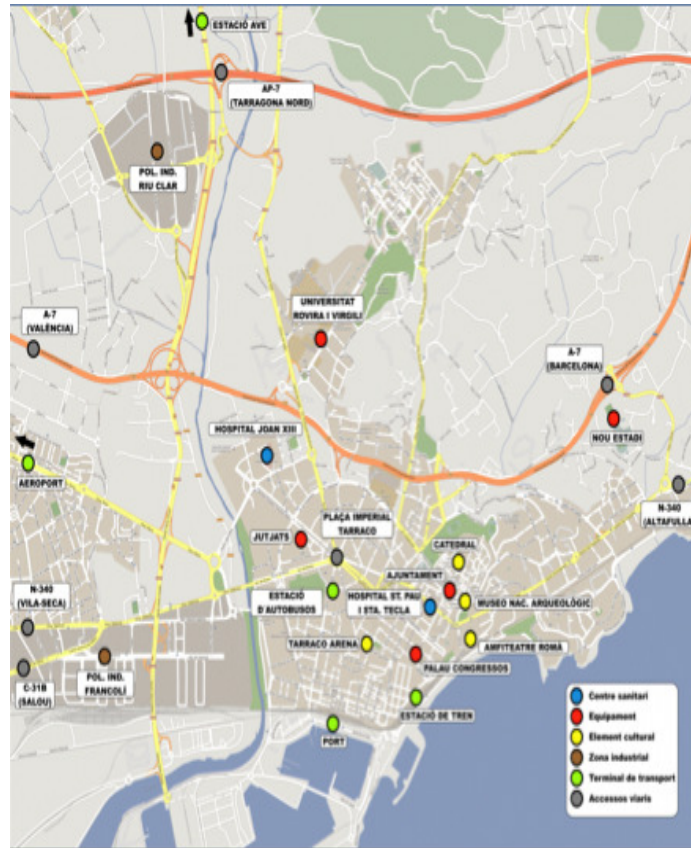 ESTACIÓ AVE
AP-7
(TARRAGONA NORD)
POL. IND.
RIU CLAR
UNIVERSITAT
ROVIRA I VIRGILI
A-7
(VALÈNCIA)
A-7
(BARCELONA)
NOU ESTADI
HOSPITAL JOAN XIII
AEROPORT
N-340
(ALTAFULLA)
PLAÇA IMPERIAL
TARRACO
JUTJATS
CATEDRAL
AJUNTAMENT
ESTACIÓ
D'AUTOBUSOS
HOSPITAL ST. PAU
I STA. TECLA
MUSEO NAC. ARQUEOLÒGIC
N-340
(VILA-SECA)
TARRACO ARENA
AMFITEATRE ROMÀ
POL. IND.
FRANCOLÍ
PALAU CONGRESSOS
C-31B
(SALOU)
ESTACIÓ DE TREN
PORT
Centre sanitari
Equipament
Element cultural
Zona industrial
Terminal de transport
Accessos viaris